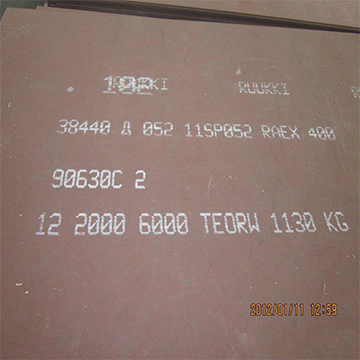 102 RUUKKI
38440 Д 052 11SP052 RAEX 400
90630C 2
12 2000 6000 TEORW 1130 KG
2012/01/11 12:59